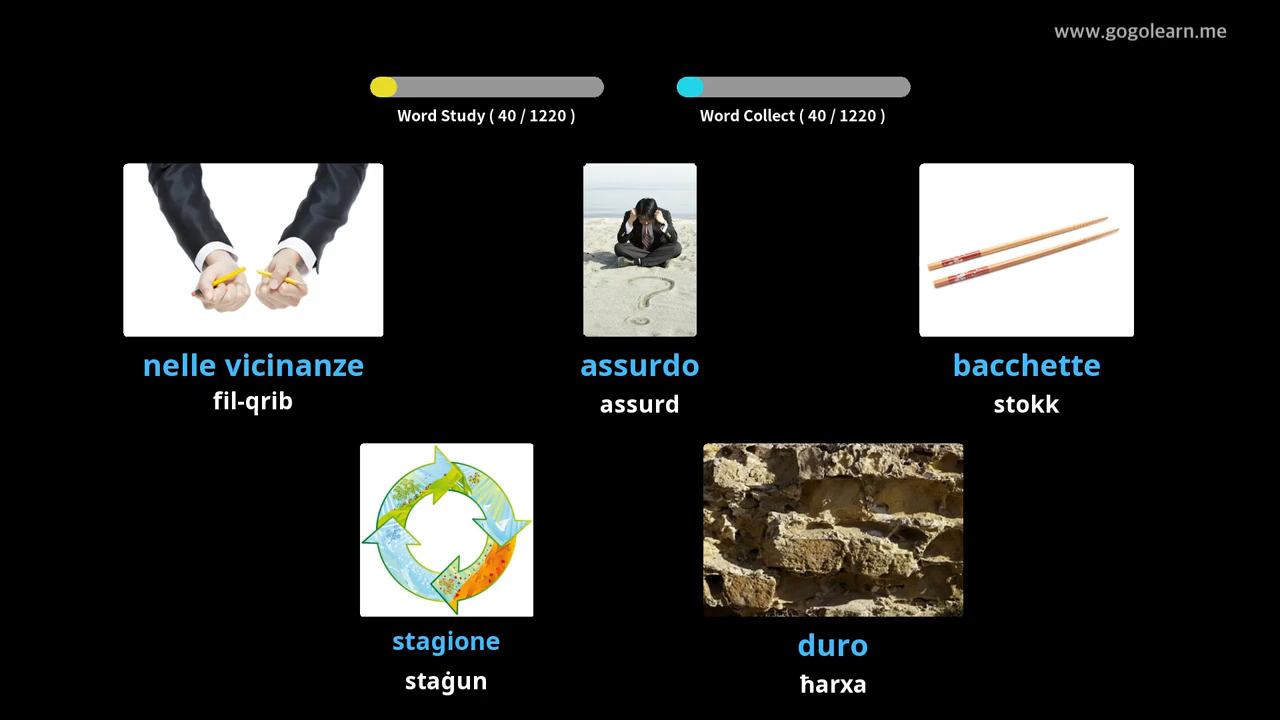 www.gogolearn.me
Word Study ( 40 / 1220 )
Word Collect ( 40 / 1220 )
nelle vicinanze
fil-qrib
assurdo
assurd
bacchette
stokk
stagione
staġun
duro
ħarxa